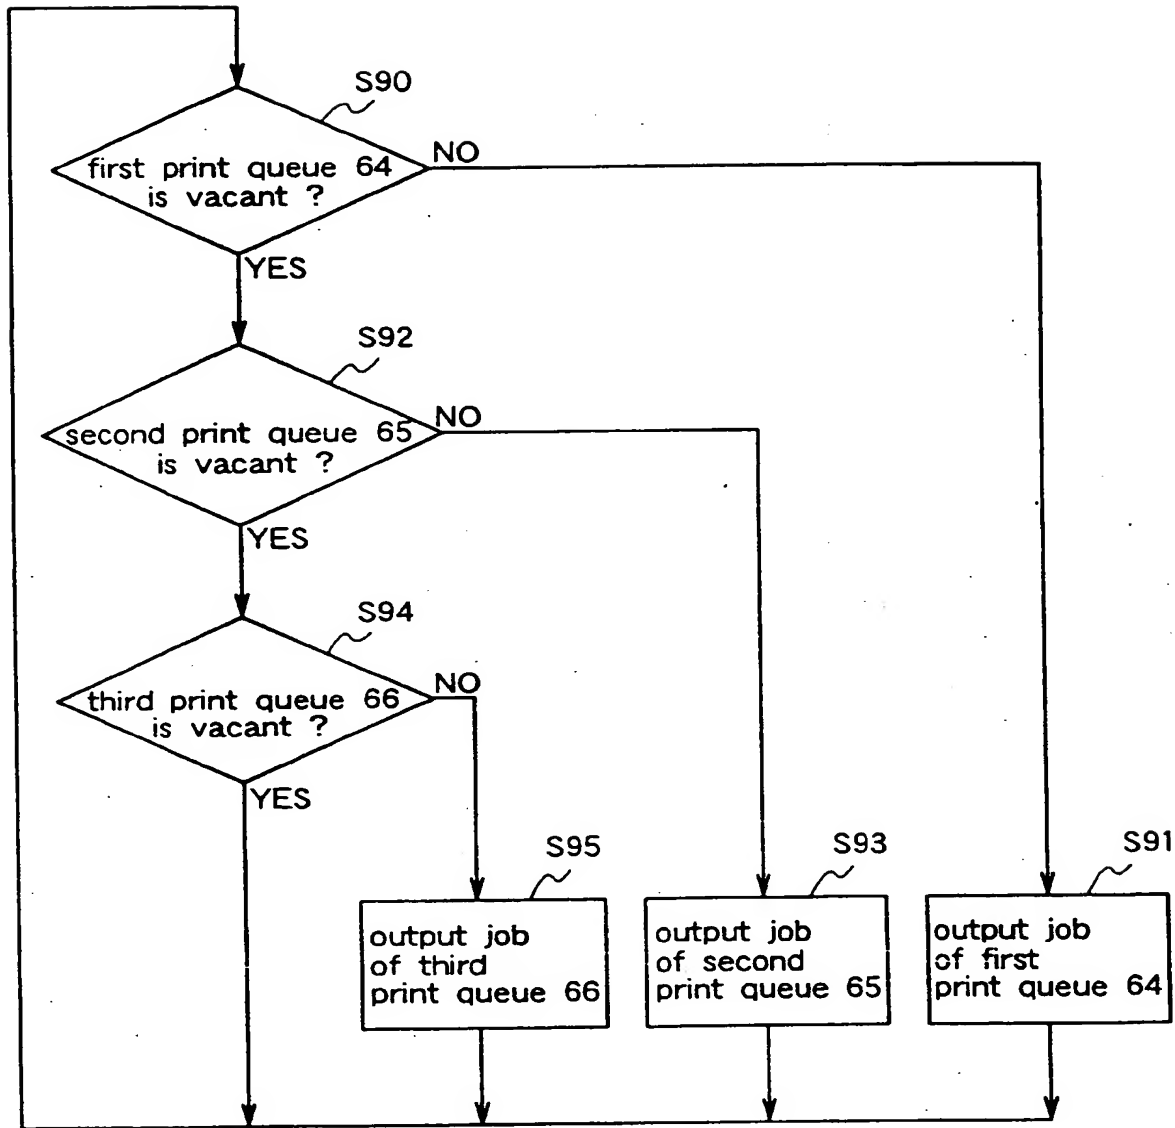 S90
first print queue 64
is vacant ?
NO
YES
S92
second print queue 65
is vacant ?
NO
YES
S94
third print queue 66
is vacant ?
NO
YES
S95
output job
of third
print queue 66
S93
output job
of second
print queue 65
S91
output job
of first
print queue 64